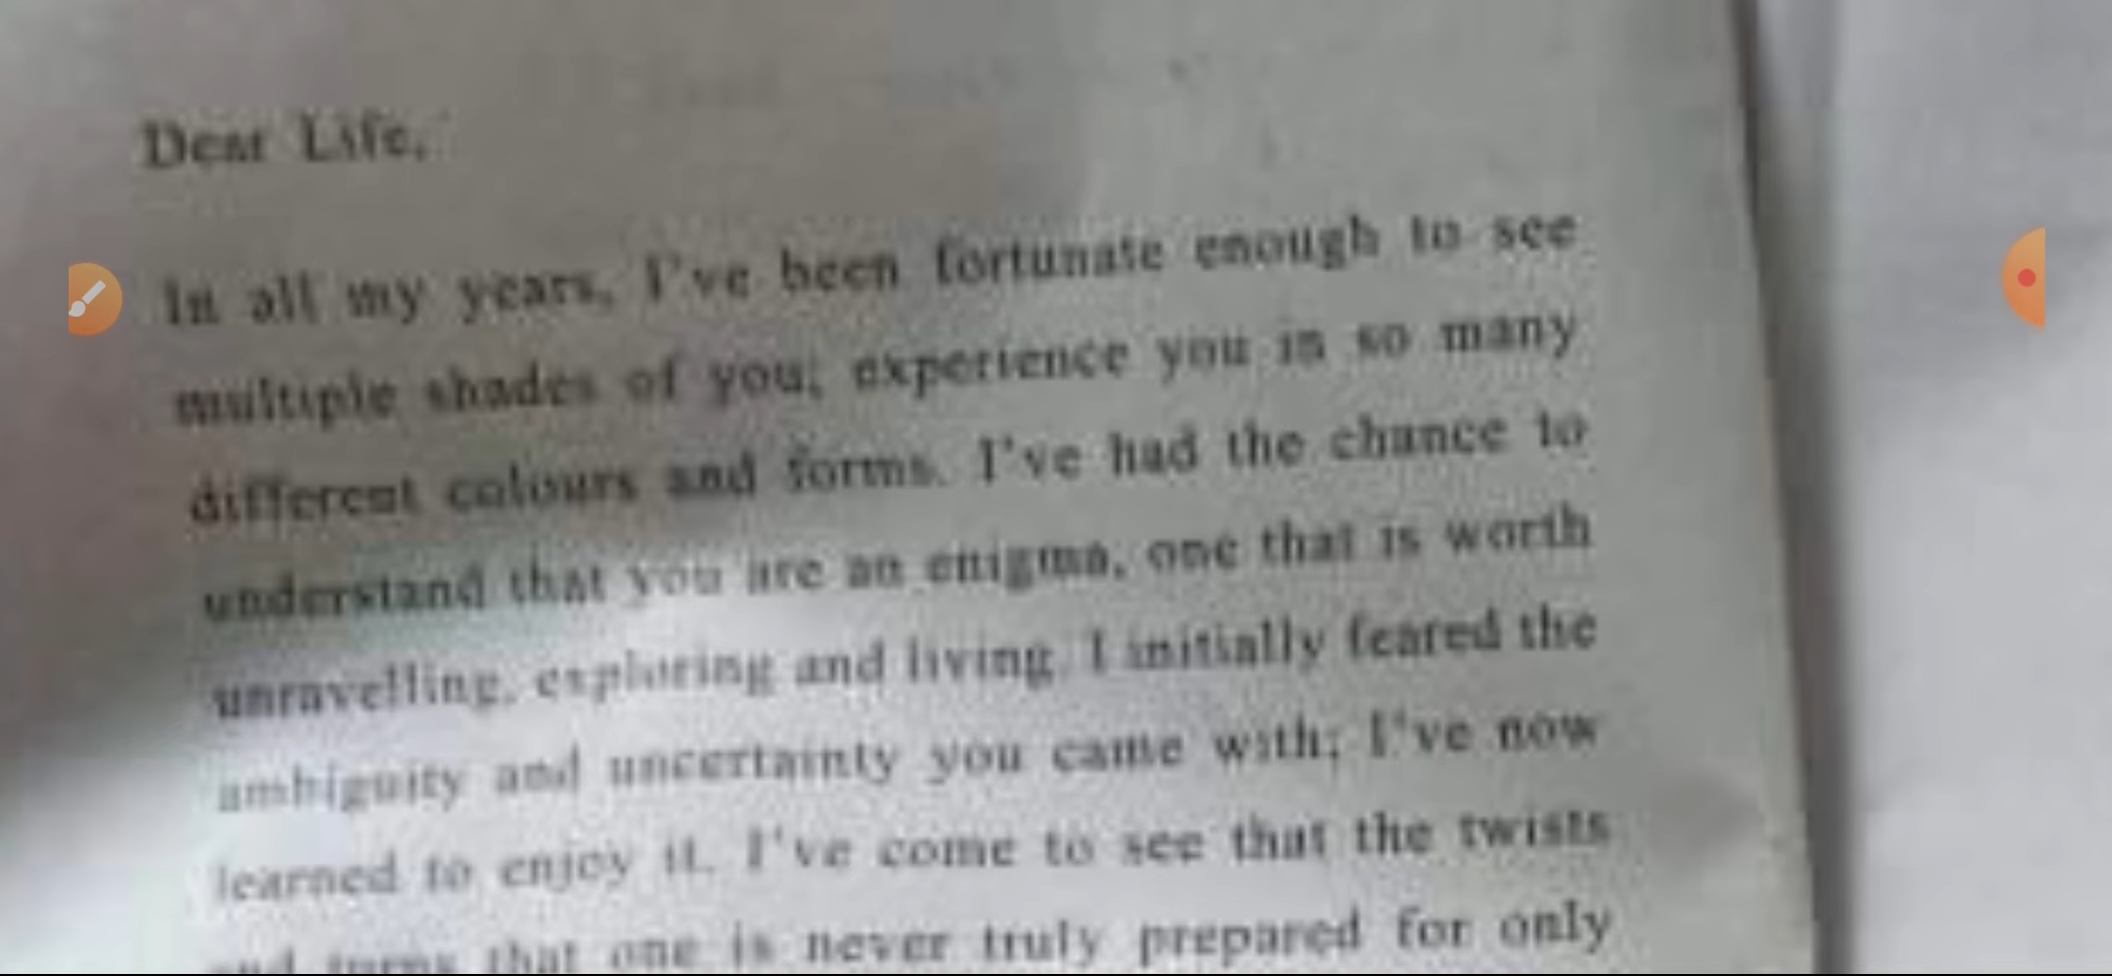 Dear Life,
In all my years, I've been fortunate enough to see
multiple shades of you; experience you in so many
different colours and forms. I've had the chance to
understand that you are an enigma, one that is worth
unravelling, exploring and living. I initially feared the
ambiguity and uncertainty you came with; I've now
learned to enjoy it. I've come to see that the twists
and turns that one is never truly prepared for only